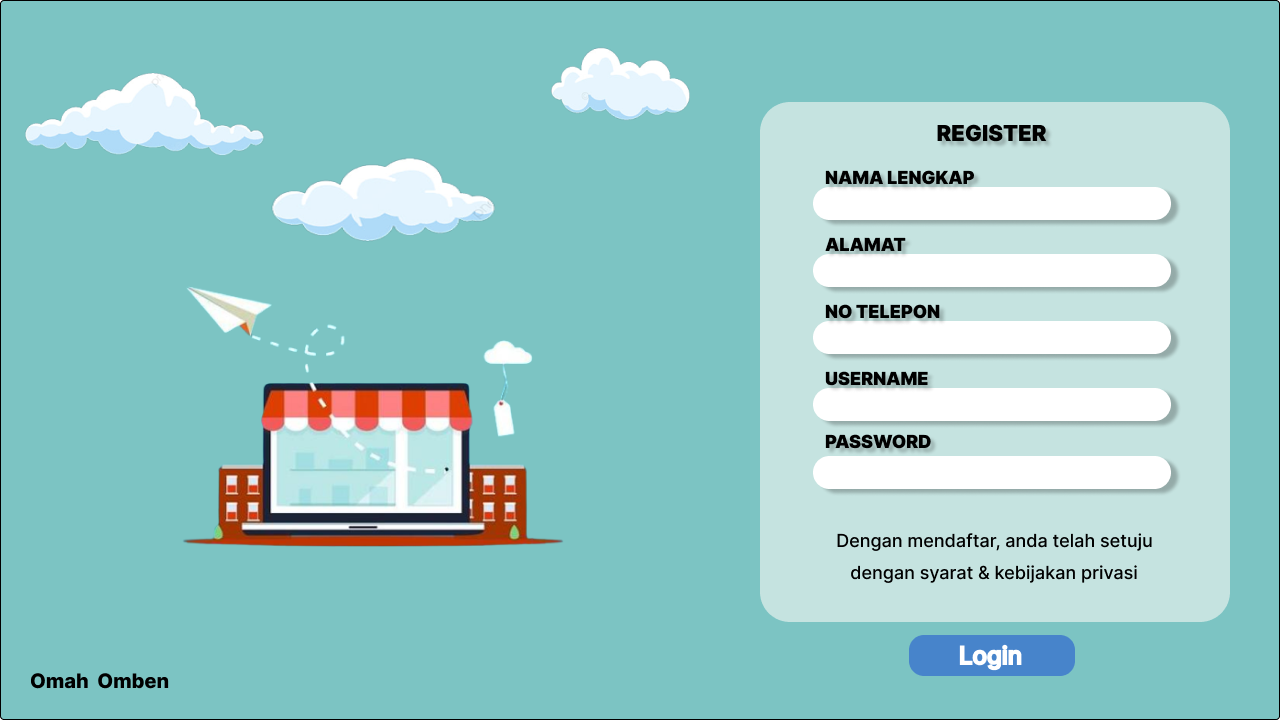 REGISTER
NAMA LENGKAP
ALAMAT
NO TELEPON
USERNAME
PASSWORD
Dengan mendaftar, anda telah setuju
dengan syarat & kebijakan privasi
Login
Omah Omben